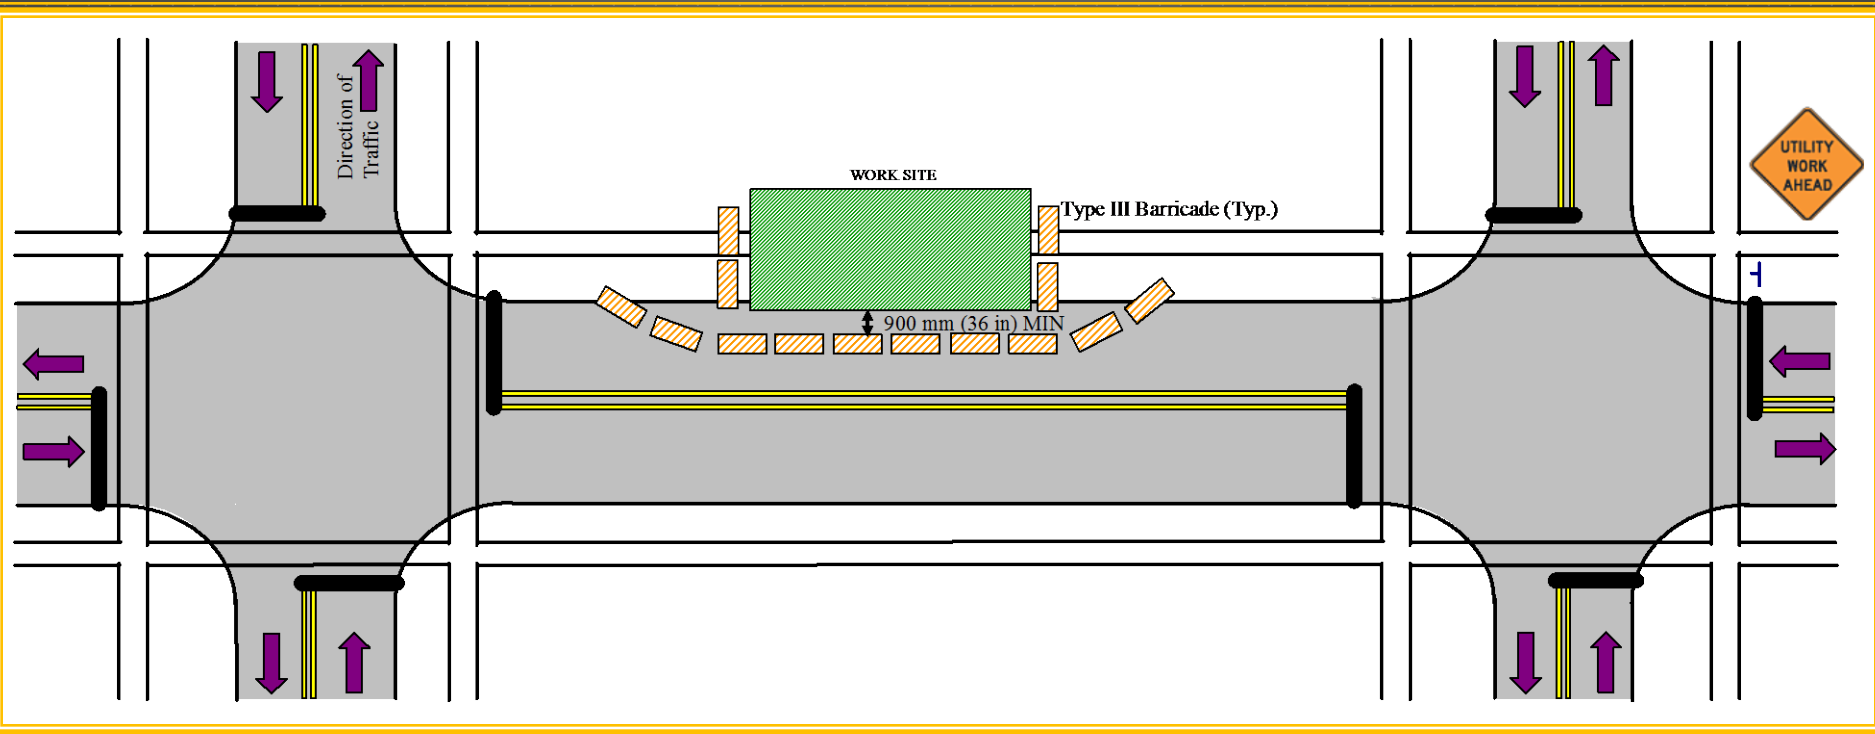 Direction of
Traffic
WORK SITE
Type III Barricade (Typ.)
900 mm (36 in) MIN
UTILITY
WORK
AHEAD